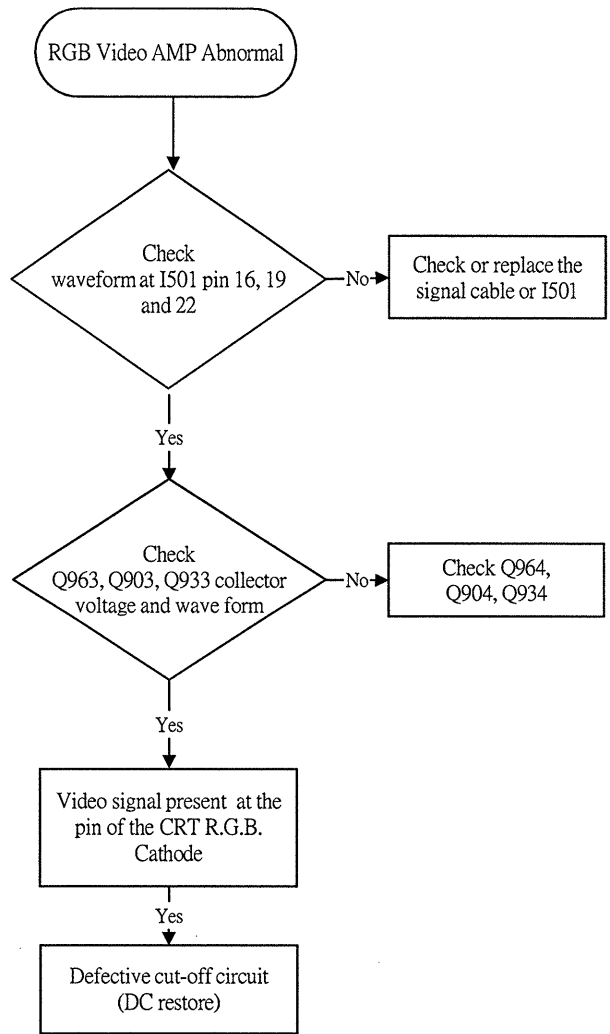 RGB Video AMP Abnormal
Check
waveform at I501 pin 16, 19
and 22
No
Check or replace the
signal cable or I501
Yes
Check
Q963, Q903, Q933 collector
voltage and wave form
No
Check Q964,
Q904, Q934
Yes
Video signal present at the
pin of the CRT R.G.B.
Cathode
Yes
Defective cut-off circuit
(DC restore)